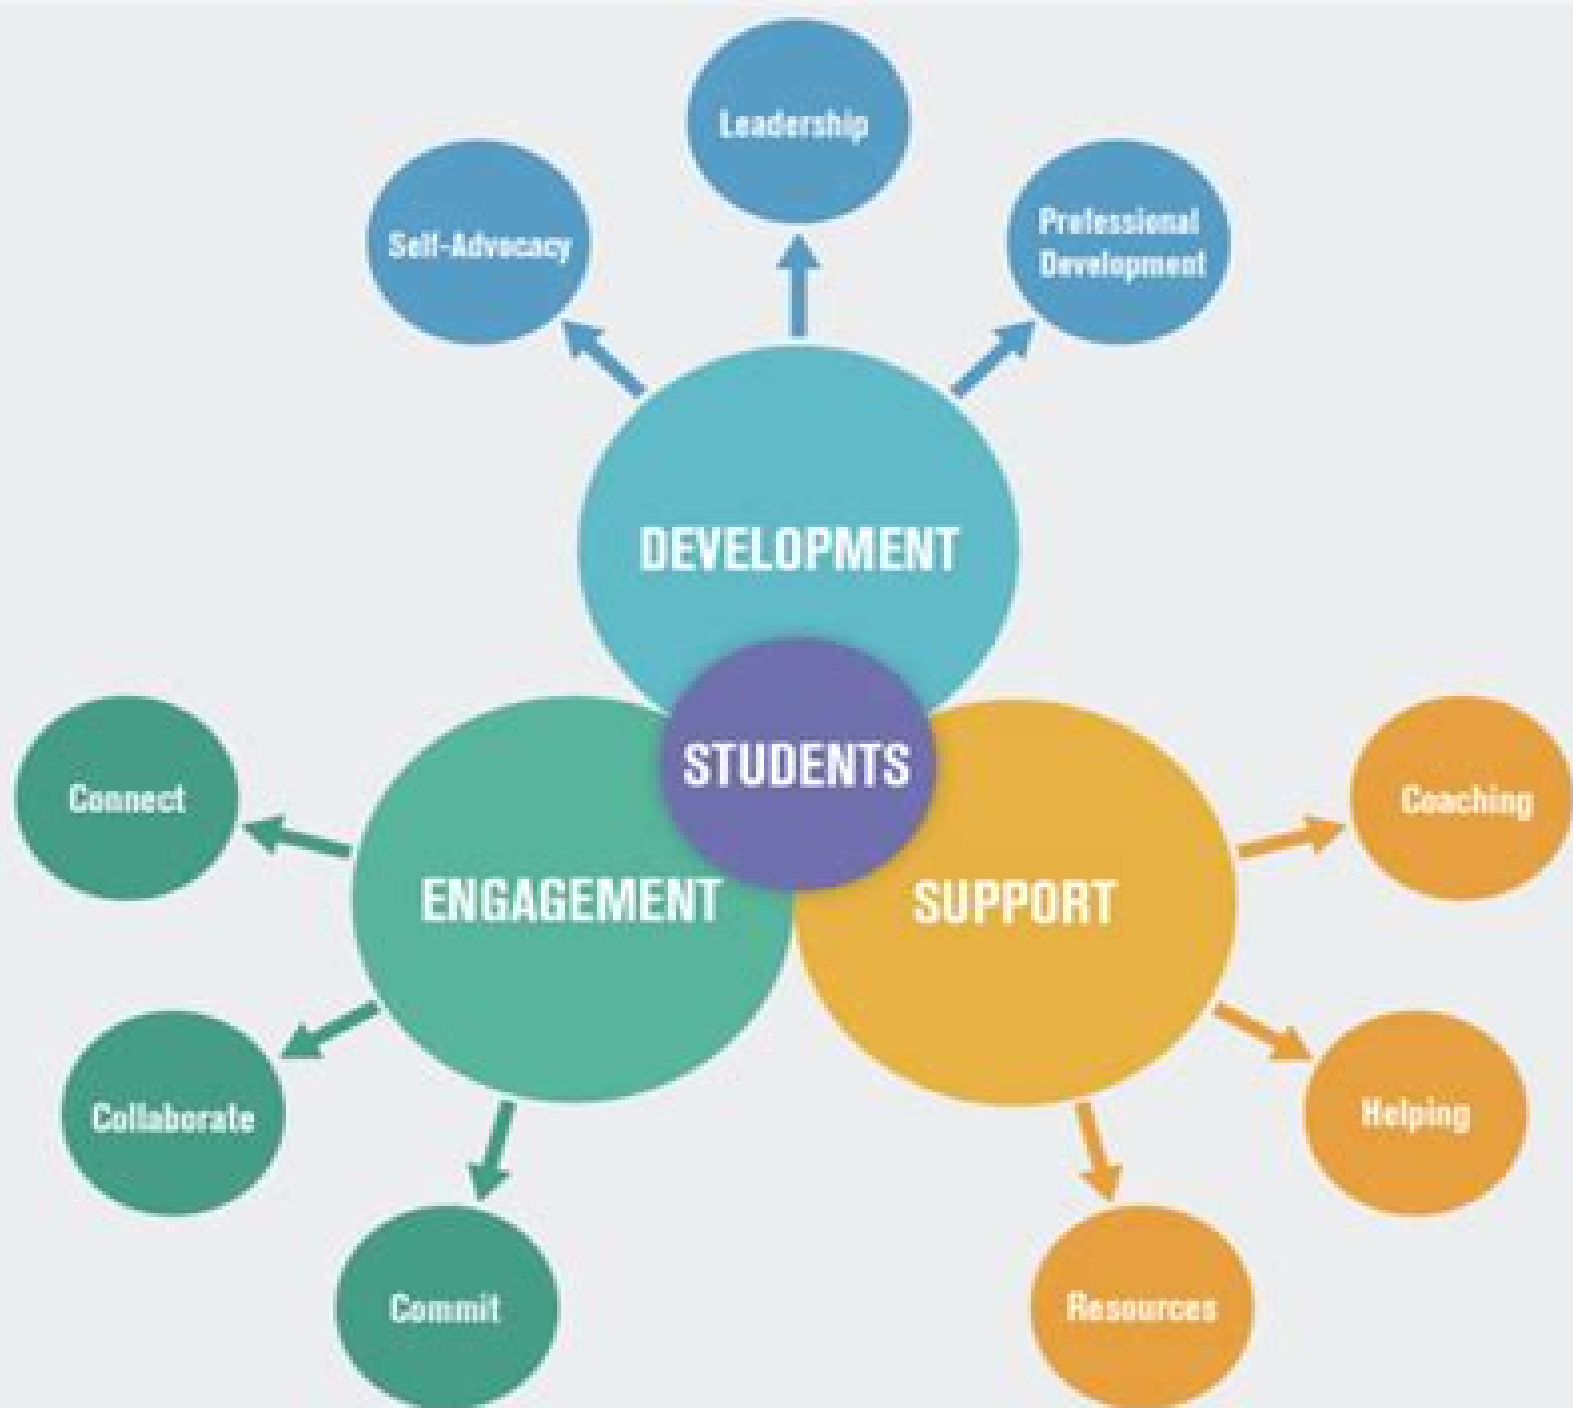 Leadership
Self-Advocacy
Professional
Development
DEVELOPMENT
STUDENTS
Connect
Coaching
ENGAGEMENT
SUPPORT
Collaborate
Helping
Commit
Resources